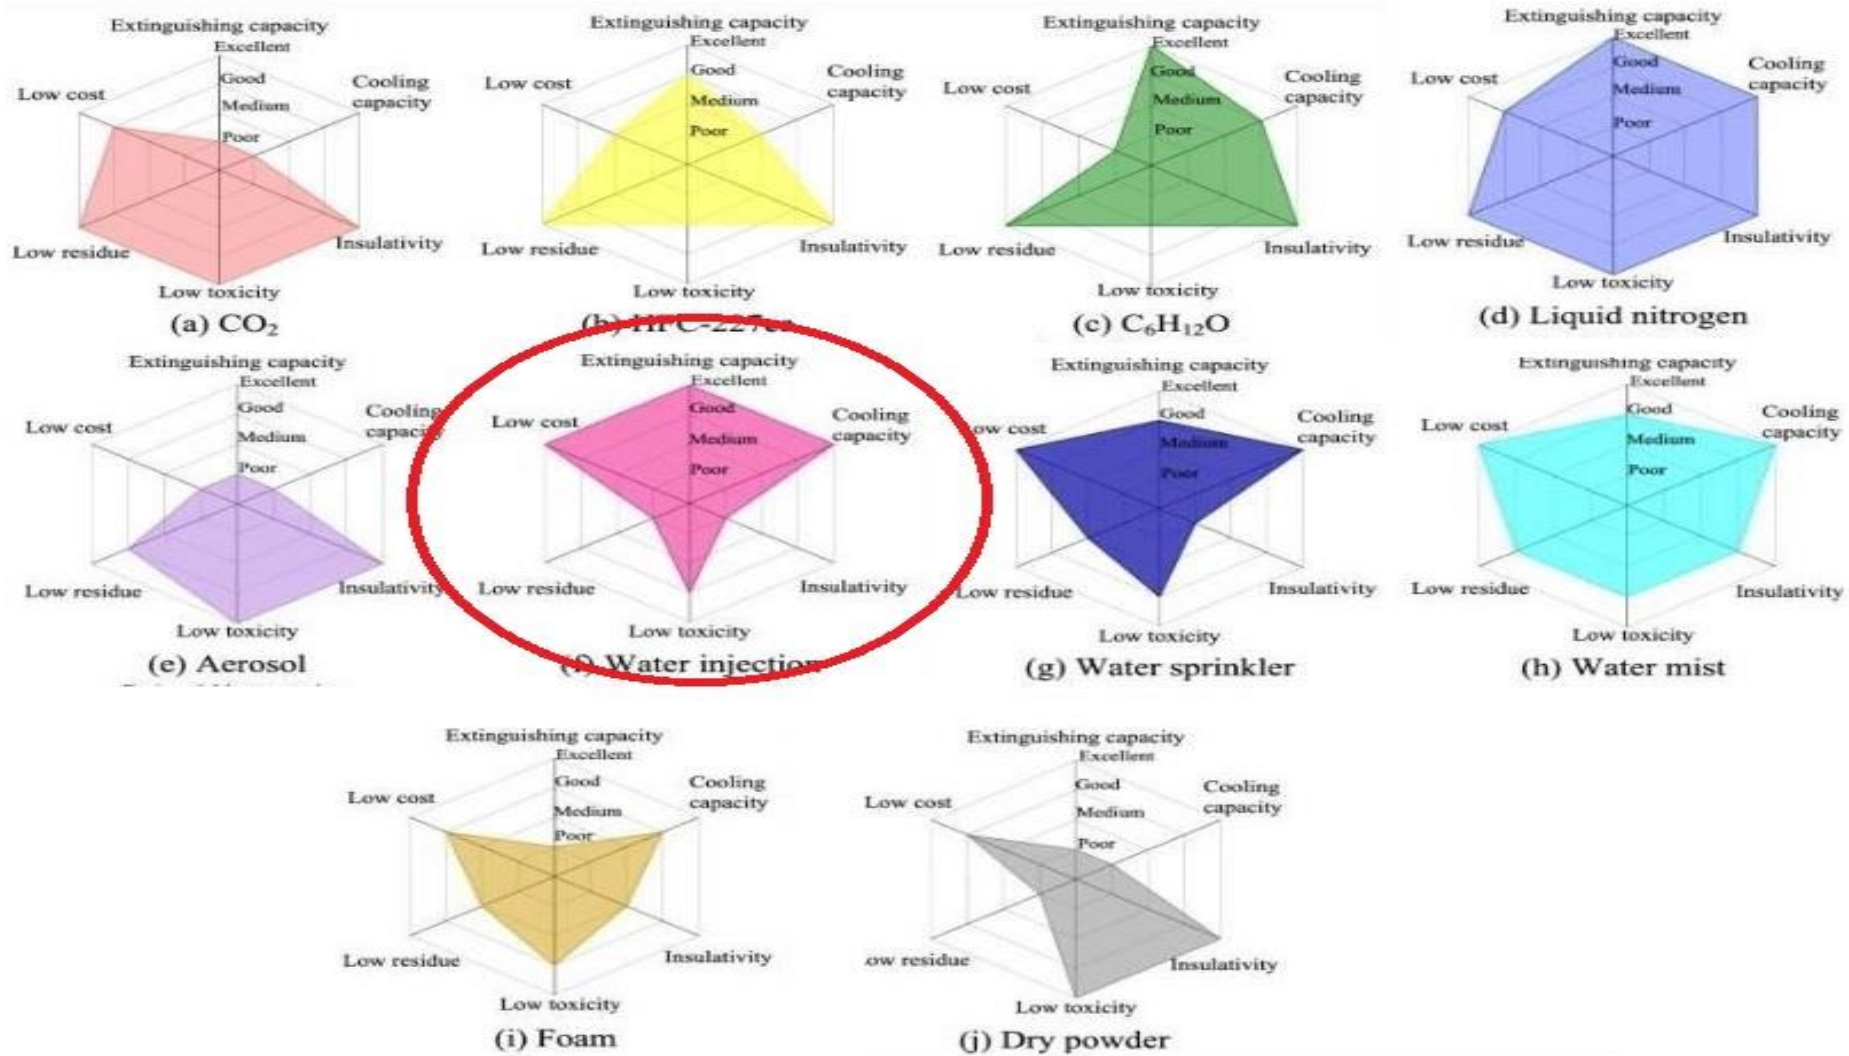 Extinguishing capacity
Excellent
Good
Medium
Poor
Cooling
capacity
Low cost
Insulativity
Low residue
Low toxicity
(a) CO₂
Extinguishing capacity
Excellent
Good
Medium
Poor
Cooling
capacity
Low cost
Insulativity
Low residue
Low toxicity
Extinguishing capacity
Excellent
Good
Medium
Poor
Cooling
capacity
Low cost
Insulativity
Low residue
Low toxicity
(c) C₆H₁₂O
Extinguishing capacity
Excellent
Good
Medium
Poor
Cooling
capacity
Low cost
Insulativity
Low residue
Low toxicity
(d) Liquid nitrogen
Extinguishing capacity
Excellent
Good
Medium
Poor
Cooling
capacity
Low cost
Insulativity
Low residue
Low toxicity
(e) Aerosol
Extinguishing capacity
Excellent
Good
Medium
Poor
Cooling
capacity
Low cost
Insulativity
Low residue
Low toxicity
(f) Water injection
Extinguishing capacity
Excellent
Good
Medium
Poor
Cooling
capacity
ow cost
Insulativity
Low residue
Low toxicity
(g) Water sprinkler
Extinguishing capacity
Excellent
Good
Medium
Poor
Cooling
capacity
Low cost
Insulativity
Low residue
Low toxicity
(h) Water mist
Extinguishing capacity
Excellent
Good
Medium
Poor
Cooling
capacity
Low cost
Insulativity
Low residue
Low toxicity
(i) Foam
Extinguishing capacity
Excellent
Good
Medium
Poor
Cooling
capacity
Low cost
Insulativity
ow residue
Low toxicity
(j) Dry powder